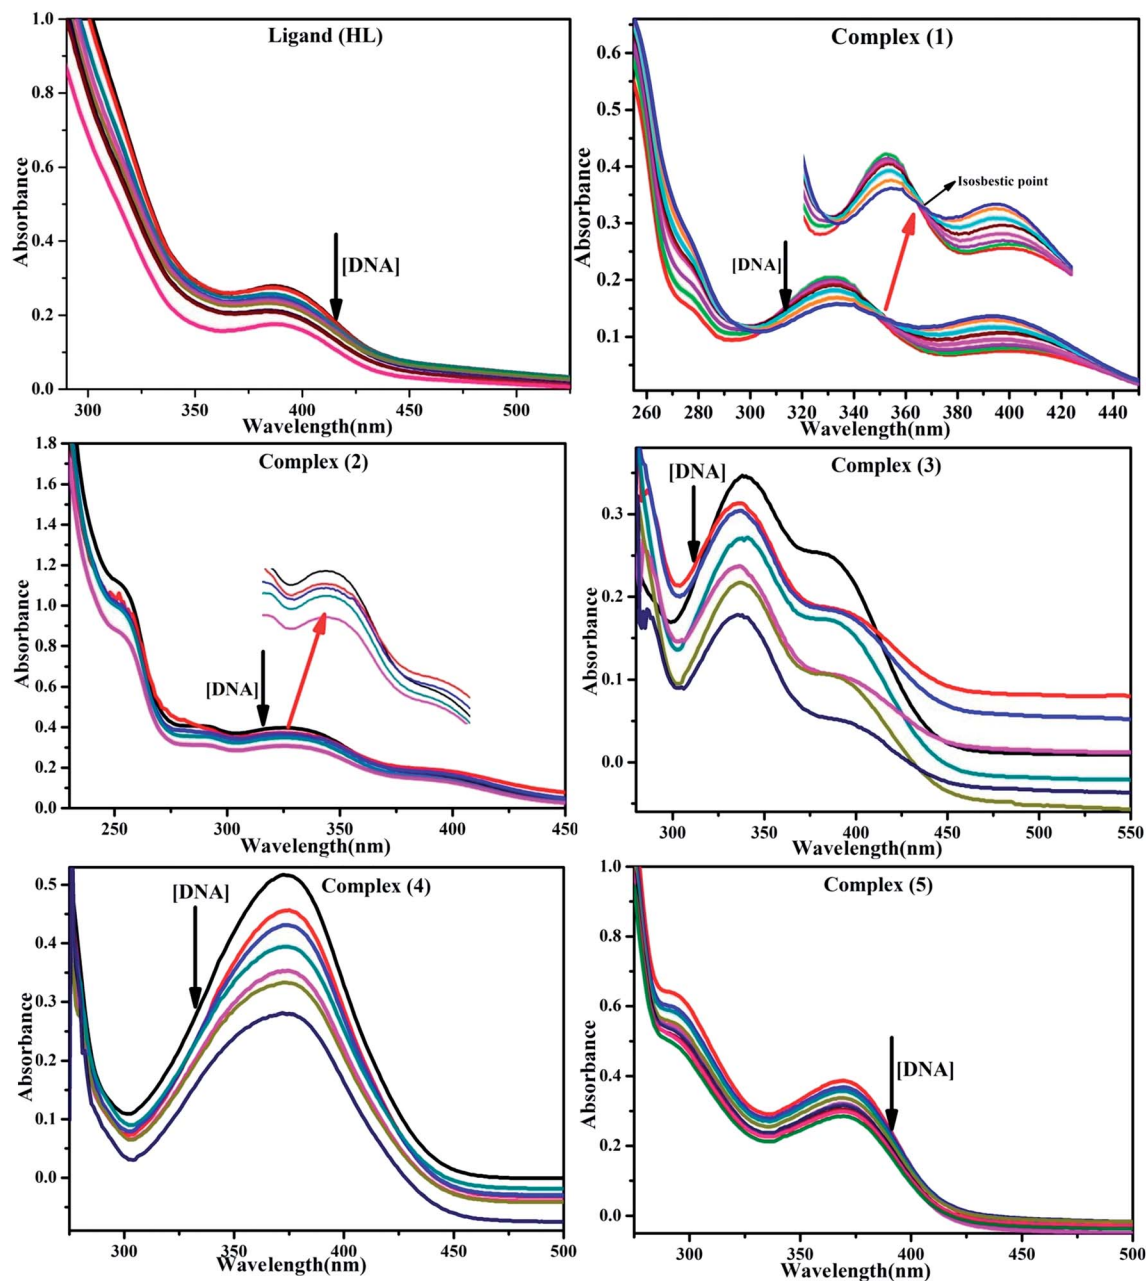 Ligand (HL)
Absorbance
1.0
0.8
0.6
0.4
0.2
0.0
[DNA]
300 350 400 450 500
Wavelength(nm)
Complex (1)
Absorbance
0.6
0.5
0.4
0.3
0.2
0.1
Isosbestic point
[DNA]
260 280 300 320 340 360 380 400 420 440
Wavelength(nm)
Complex (2)
Absorbance
1.8
1.6
1.4
1.2
1.0
0.8
0.6
0.4
0.2
0.0
[DNA]
250 300 350 400 450
Wavelength(nm)
Complex (3)
Absorbance
0.3
0.2
0.1
0.0
[DNA]
300 350 400 450 500 550
Wavelength(nm)
Complex (4)
Absorbance
0.5
0.4
0.3
0.2
0.1
0.0
[DNA]
300 350 400 450 500
Wavelength(nm)
Complex (5)
Absorbance
1.0
0.8
0.6
0.4
0.2
0.0
[DNA]
300 350 400 450 500
Wavelength(nm)